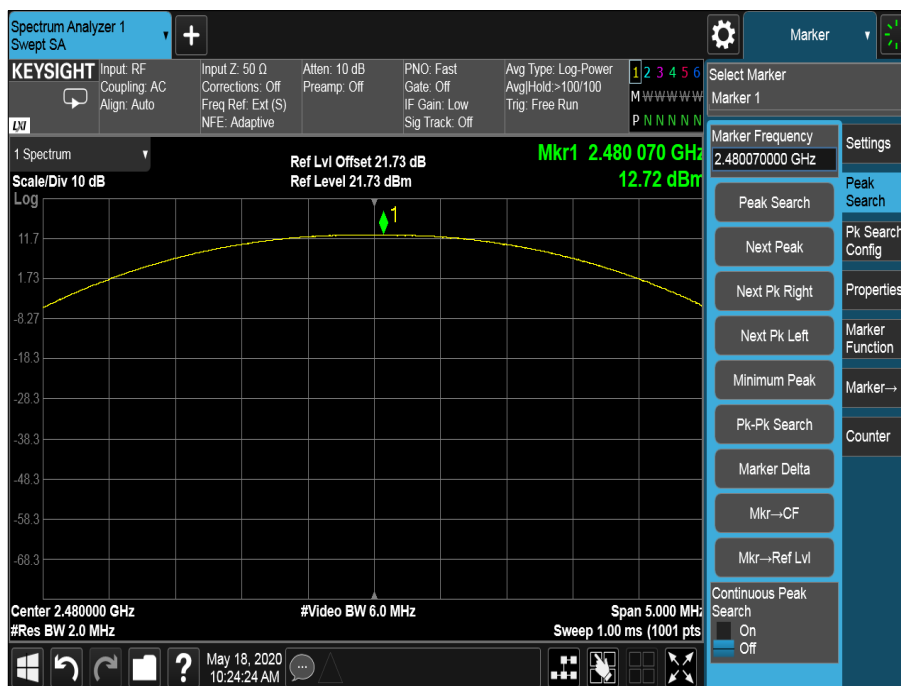 Spectrum Analyzer 1
Swept SA
Marker
KEYSIGHT
LXI
Input: RF
Coupling: AC
Align: Auto
Input Z: 50 Ω
Corrections: Off
Freq Ref: Ext (S)
NFE: Adaptive
Atten: 10 dB
Preamp: Off
PNO: Fast
Gate: Off
IF Gain: Low
Sig Track: Off
Avg Type: Log-Power
Avg|Hold:>100/100
Trig: Free Run
1 2 3 4 5 6
M W W W W W
P N N N N N
Select Marker
Marker 1
1 Spectrum
Scale/Div 10 dB
Log
Ref Lvl Offset 21.73 dB
Ref Level 21.73 dBm
Mkr1 2.480 070 GHz
12.72 dBm
1
11.7
1.73
-8.27
-18.3
-28.3
-38.3
-48.3
-58.3
-68.3
Center 2.480000 GHz
#Res BW 2.0 MHz
#Video BW 6.0 MHz
Span 5.000 MHz
Sweep 1.00 ms (1001 pts
Marker Frequency
2.480070000 GHz
Peak Search
Next Peak
Next Pk Right
Next Pk Left
Minimum Peak
Pk-Pk Search
Marker Delta
Mkr→CF
Mkr→Ref Lvl
Continuous Peak
Search
On
Off
Settings
Peak
Search
Pk Search
Config
Properties
Marker
Function
Marker→
Counter
?
May 18, 2020
10:24:24 AM